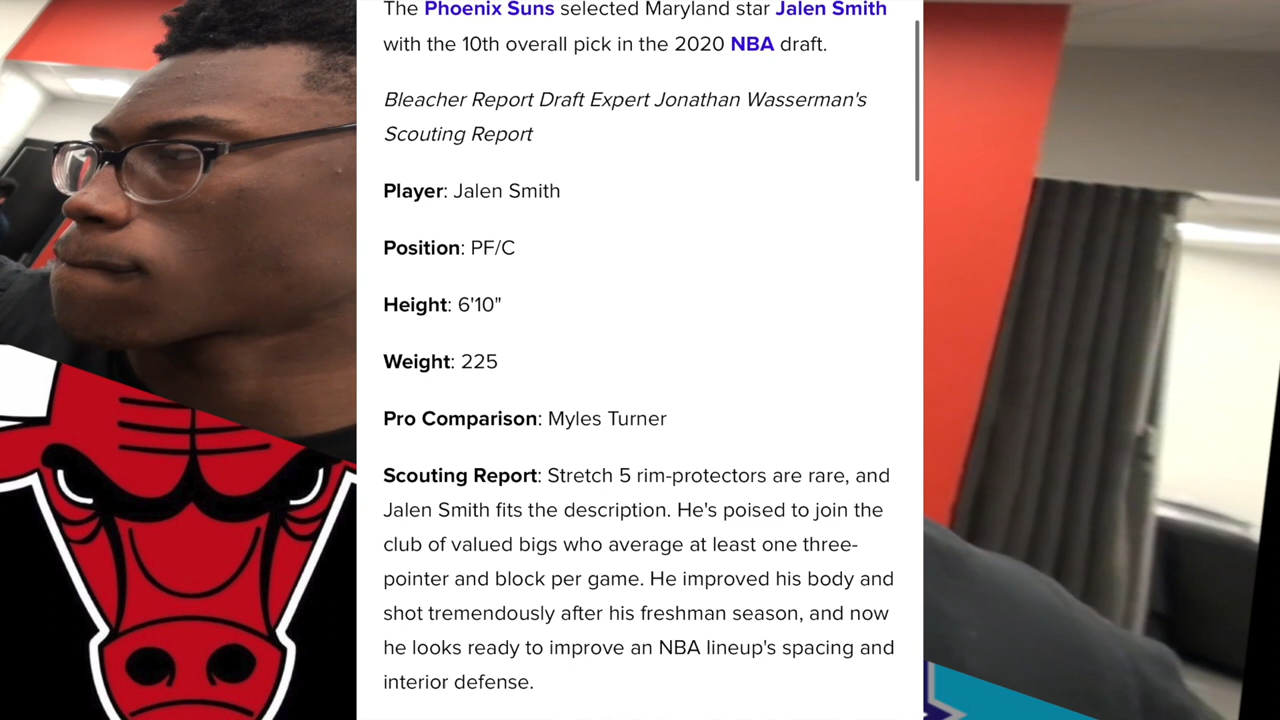 The Phoenix Suns selected Maryland star Jalen Smith
with the 10th overall pick in the 2020 NBA draft.
Bleacher Report Draft Expert Jonathan Wasserman's
Scouting Report
Player: Jalen Smith
Position: PF/C
Height: 6'10"
Weight: 225
Pro Comparison: Myles Turner
Scouting Report: Stretch 5 rim-protectors are rare, and
Jalen Smith fits the description. He's poised to join the
club of valued bigs who average at least one three-
pointer and block per game. He improved his body and
shot tremendously after his freshman season, and now
he looks ready to improve an NBA lineup's spacing and
interior defense.